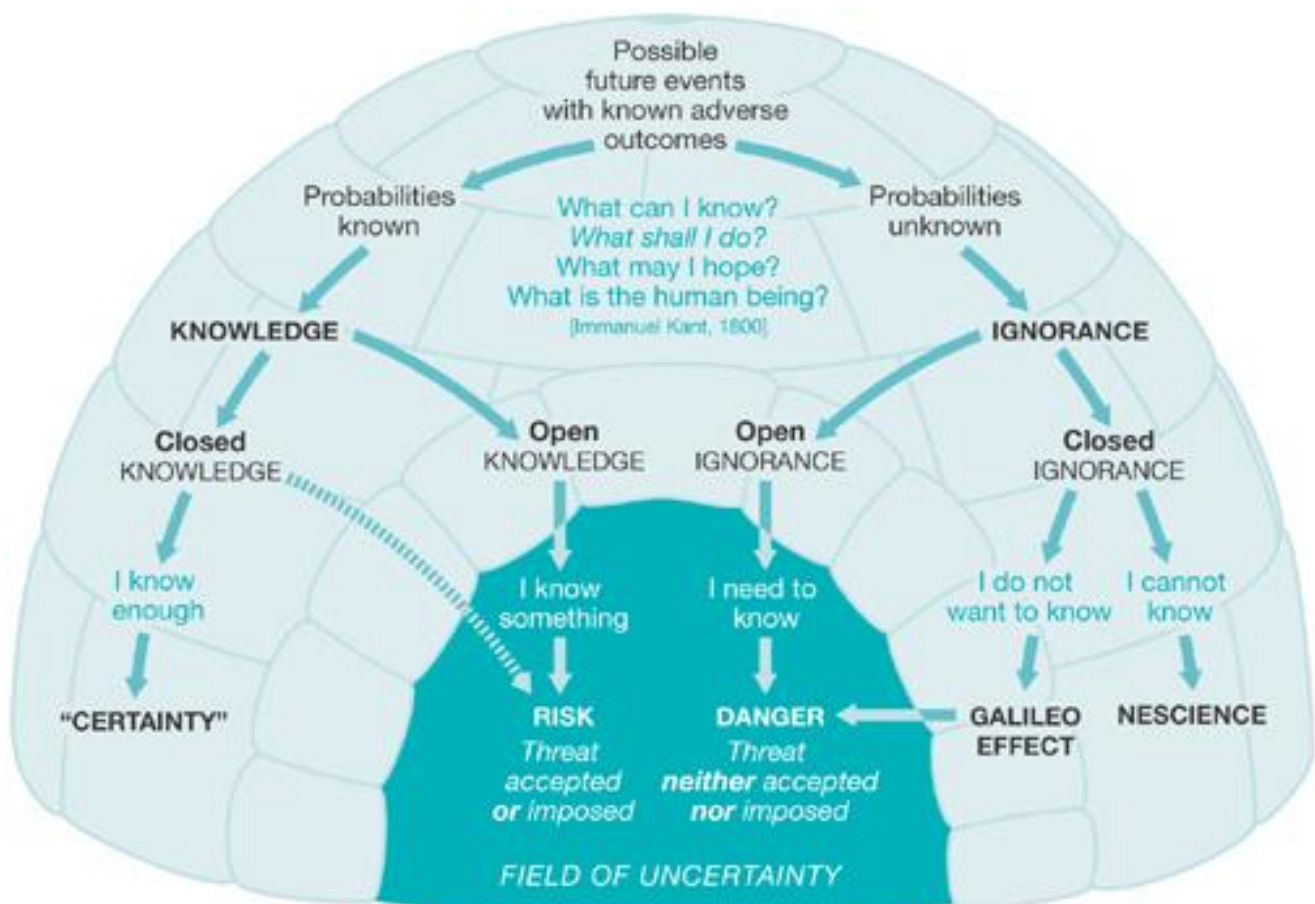 Possible
future events
with known adverse
outcomes
Probabilities
known
What can I know?
What shall I do?
What may I hope?
What is the human being?
[Immanuel Kant, 1800]
Probabilities
unknown
KNOWLEDGE
IGNORANCE
Closed
KNOWLEDGE
Open
KNOWLEDGE
Open
IGNORANCE
Closed
IGNORANCE
I know
enough
I know
something
I need to
know
I do not
want to know
I cannot
know
“CERTAINTY”
RISK
Threat
accepted
or imposed
DANGER
Threat
neither accepted
nor imposed
GALILEO
EFFECT
NESCIENCE
FIELD OF UNCERTAINTY